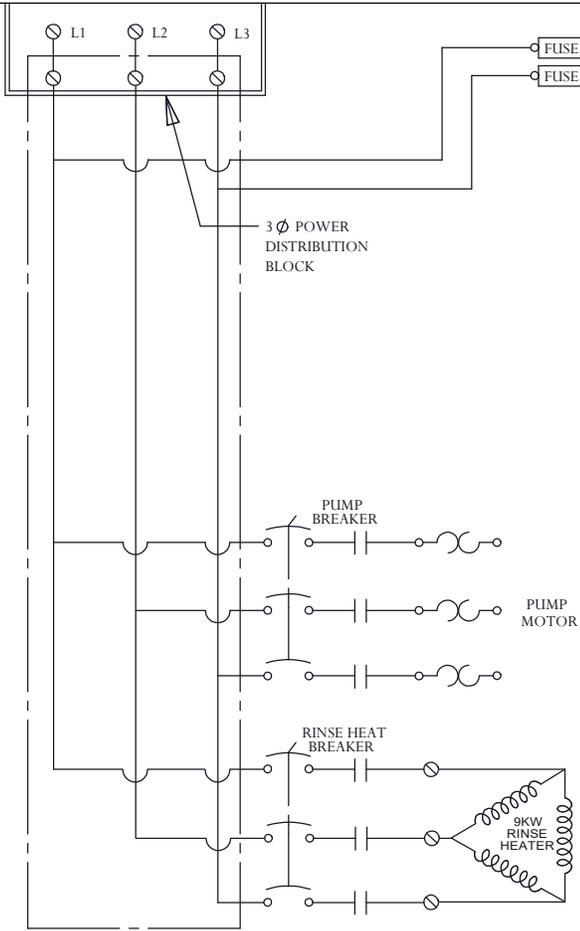 L1
L2
L3
FUSE
FUSE
3 Ø POWER
DISTRIBUTION
BLOCK
PUMP
BREAKER
PUMP
MOTOR
RINSE HEAT
BREAKER
9KW
RINSE
HEATER